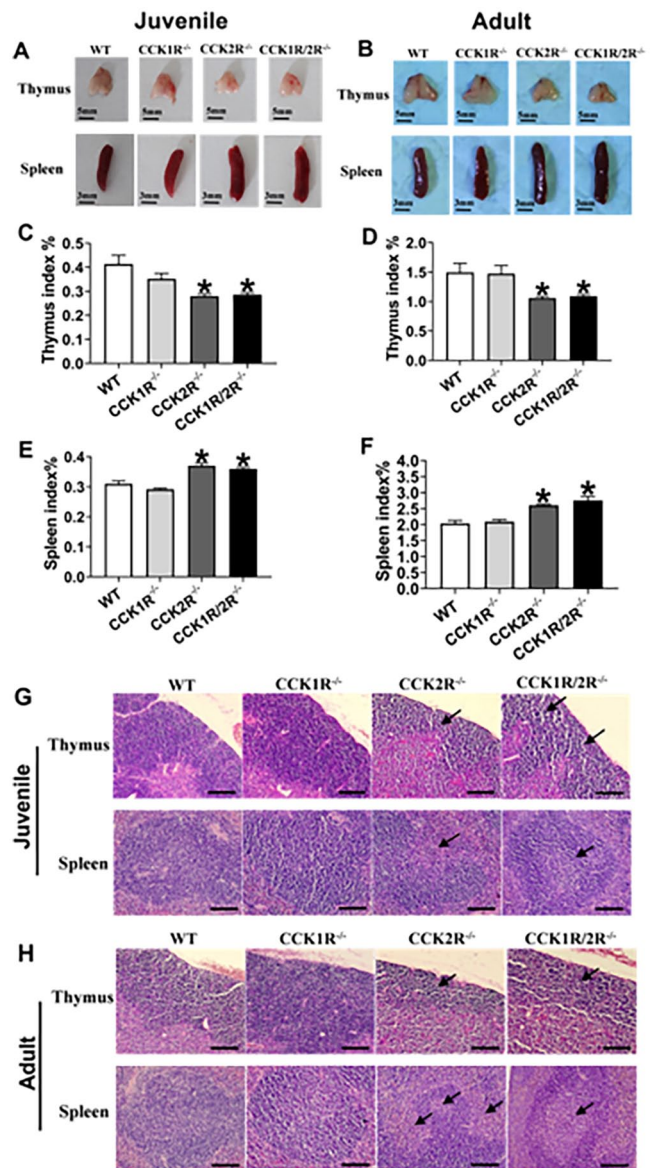 Juvenile Adult
A WT CCK1R-/- CCK2R-/- CCK1R/2R-/-
Thymus
5mm 5mm 5mm 5mm
Spleen
3mm 3mm 3mm 3mm
B WT CCK1R-/- CCK2R-/- CCK1R/2R-/-
Thymus
5mm 5mm 5mm 5mm
Spleen
3mm 3mm 3mm 3mm
C
Thymus index %
0.5
0.4
0.3
0.2
0.1
0.0
* *
WT CCK1R-/- CCK2R-/- CCK1R/2R-/-
D
Thymus index %
2.0
1.5
1.0
0.5
0.0
* *
WT CCK1R-/- CCK2R-/- CCK1R/2R-/-
E
Spleen index%
0.4
0.3
0.2
0.1
0.0
* *
WT CCK1R-/- CCK2R-/- CCK1R/2R-/-
F
Spleen index%
4.0
3.5
3.0
2.5
2.0
1.5
1.0
0.5
0.0
* *
WT CCK1R-/- CCK2R-/- CCK1R/2R-/-
G WT CCK1R-/- CCK2R-/- CCK1R/2R-/-
Juvenile
Thymus
Spleen
H WT CCK1R-/- CCK2R-/- CCK1R/2R-/-
Adult
Thymus
Spleen